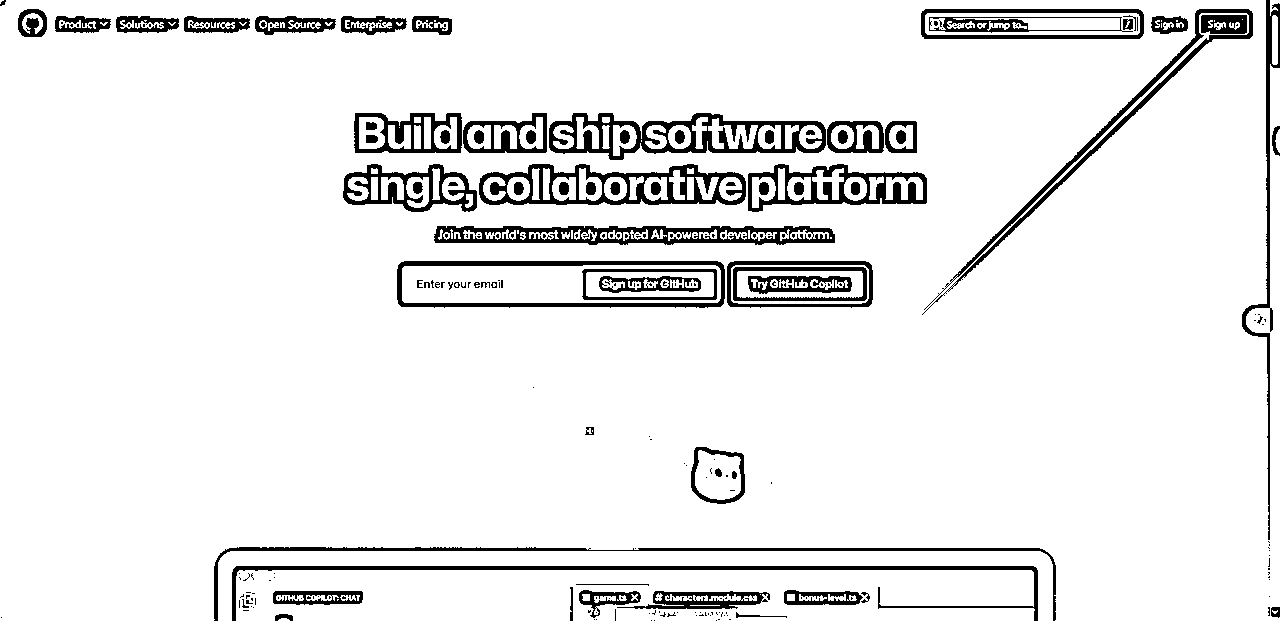 Product Solutions Resources Open Source Enterprise Pricing Search or jump to... / Sign in Sign up
Build and ship software on a
single, collaborative platform
Join the world's most widely adopted AI-powered developer platform.
Enter your email Sign up for GitHub Try GitHub Copilot
GITHUB COPILOT: CHAT game.ts # characters.module.css bonus-level.ts